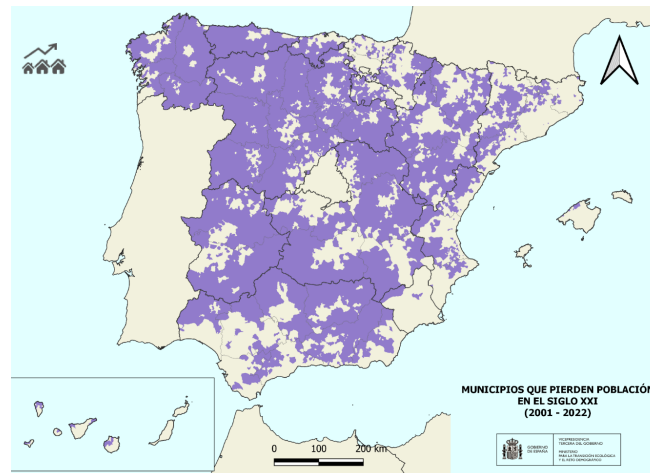 MUNICIPIOS QUE PIERDEN POBLACIÓN
EN EL SIGLO XXI
(2001 - 2022)
0 100 200 km
GOBIERNO
DE ESPAÑA
VICEPRESIDENCIA
TERCERA DEL GOBIERNO
MINISTERIO
PARA LA TRANSICIÓN ECOLÓGICA
Y EL RETO DEMOGRÁFICO